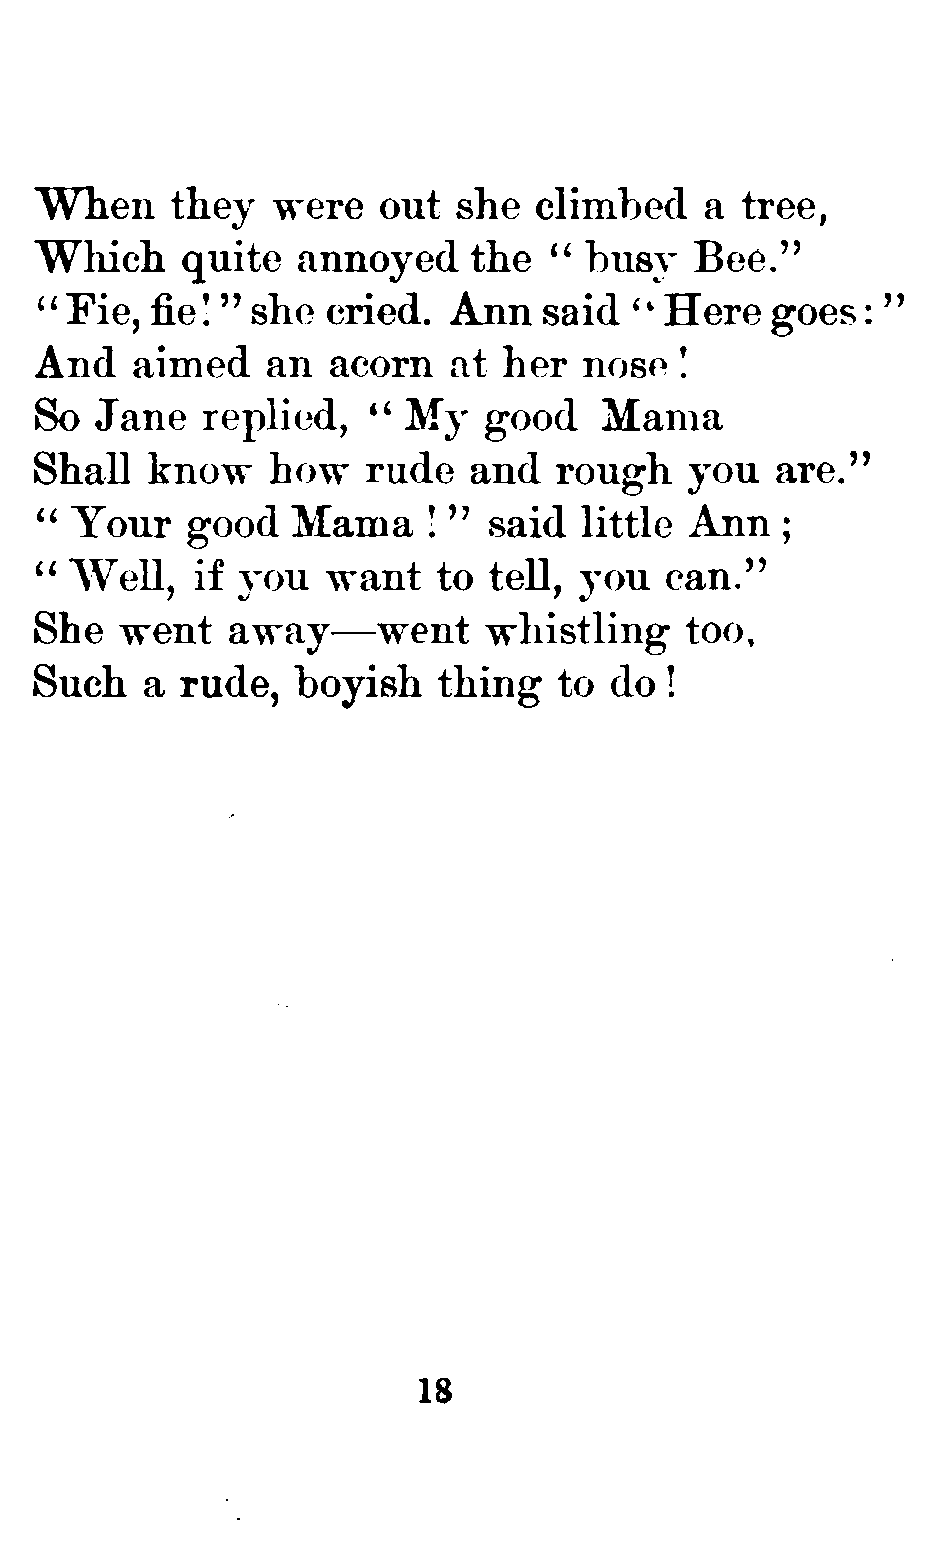 When they were out she climbed a tree,
Which quite annoyed the “ busy Bee.”
“Fie, fie!” she cried. Ann said “Here goes:”
And aimed an acorn at her nose!
So Jane replied, “ My good Mama
Shall know how rude and rough you are.”
“ Your good Mama !” said little Ann ;
“ Well, if you want to tell, you can.”
She went away—went whistling too,
Such a rude, boyish thing to do !
18